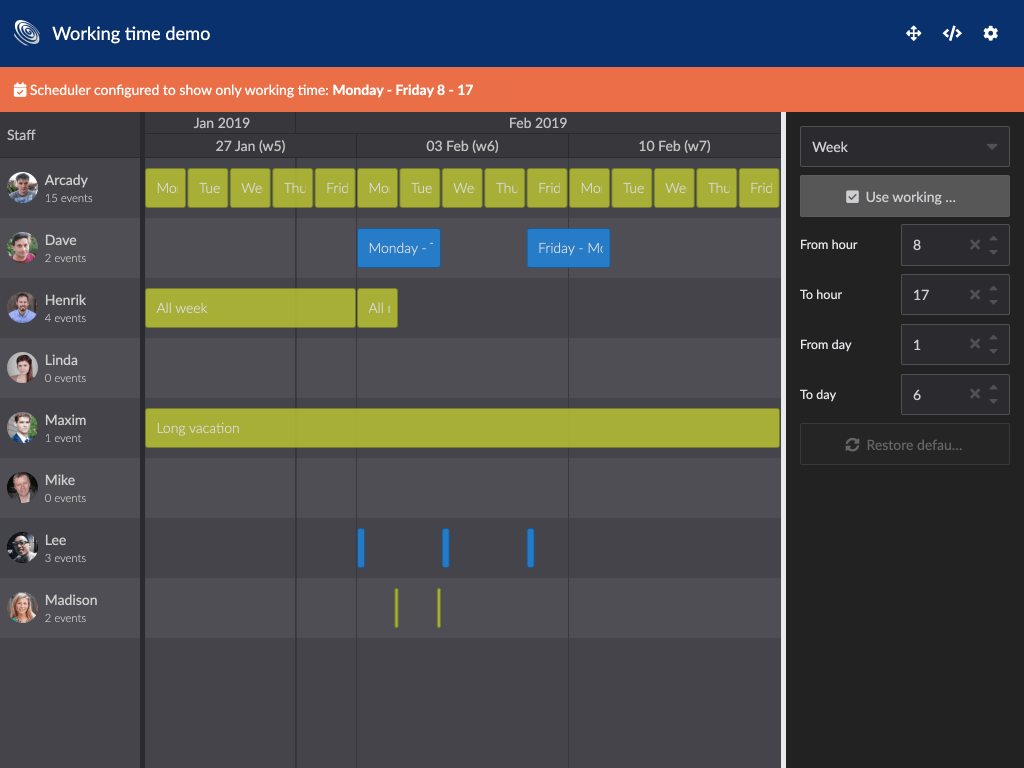 Working time demo
Scheduler configured to show only working time: Monday - Friday 8 - 17
Staff
Jan 2019
Feb 2019
27 Jan (w5)
03 Feb (w6)
10 Feb (w7)
Arcady
15 events
Mo Tue We Thu Frid Mo Tue We Thu Frid Mo Tue We Thu Frid
Dave
2 events
Monday -
Friday - Mo
Henrik
4 events
All week
All
Linda
0 events
Maxim
1 event
Long vacation
Mike
0 events
Lee
3 events
Madison
2 events
Week
Use working ...
From hour
8
To hour
17
From day
1
To day
6
Restore defau...